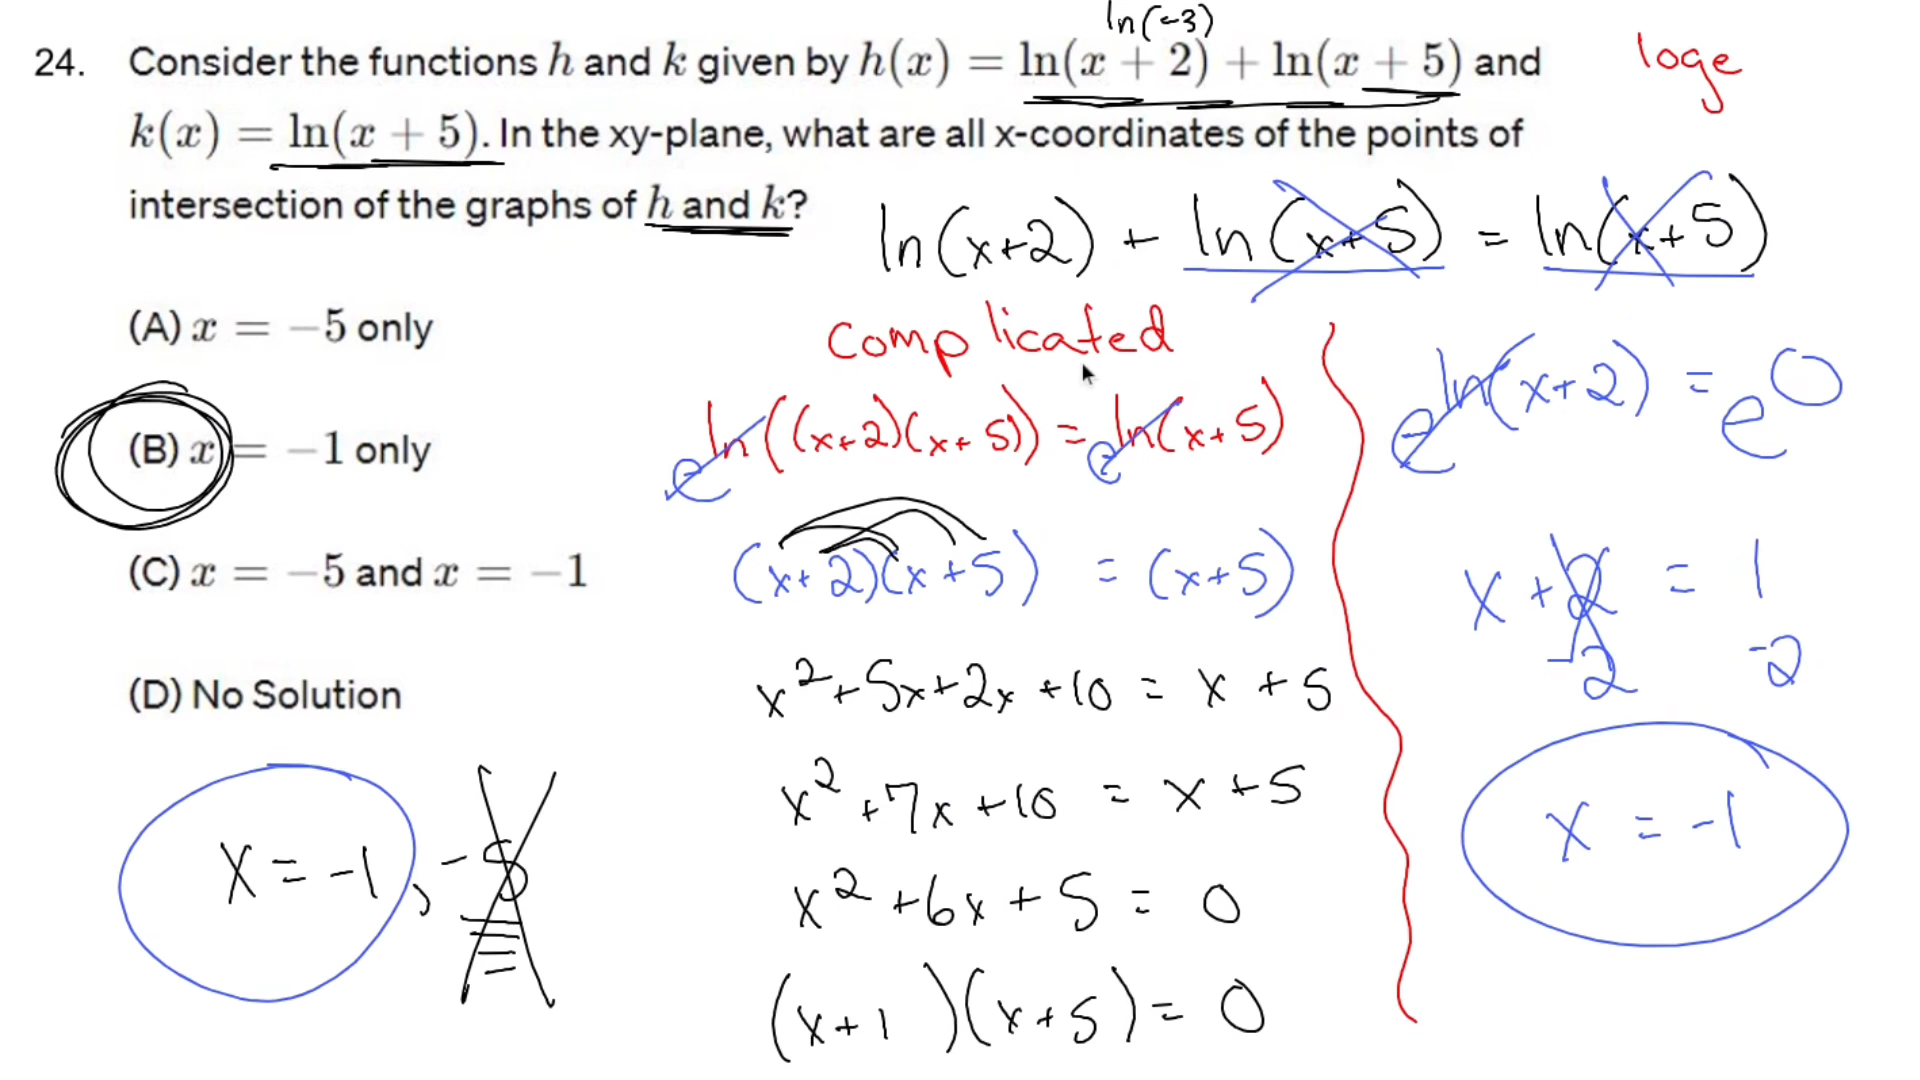 ln(-3)
24. Consider the functions h and k given by h(x) = ln(x + 2) + ln(x + 5) and
loge
k(x) = ln(x + 5). In the xy-plane, what are all x-coordinates of the points of
intersection of the graphs of h and k?
ln(x+2) + ln(x+5) = ln(x+5)
(A) x = −5 only
(B) x = −1 only
(C) x = −5 and x = −1
(D) No Solution
x = -1, -5
complicated
e ln((x+2)(x+5)) = e ln(x+5)
(x+2)(x+5) = (x+5)
x²+5x+2x+10 = x+5
x²+7x+10 = x+5
x²+6x+5 = 0
(x+1)(x+5) = 0
e ln(x+2) = e⁰
x+2 = 1
-2 -2
x = -1